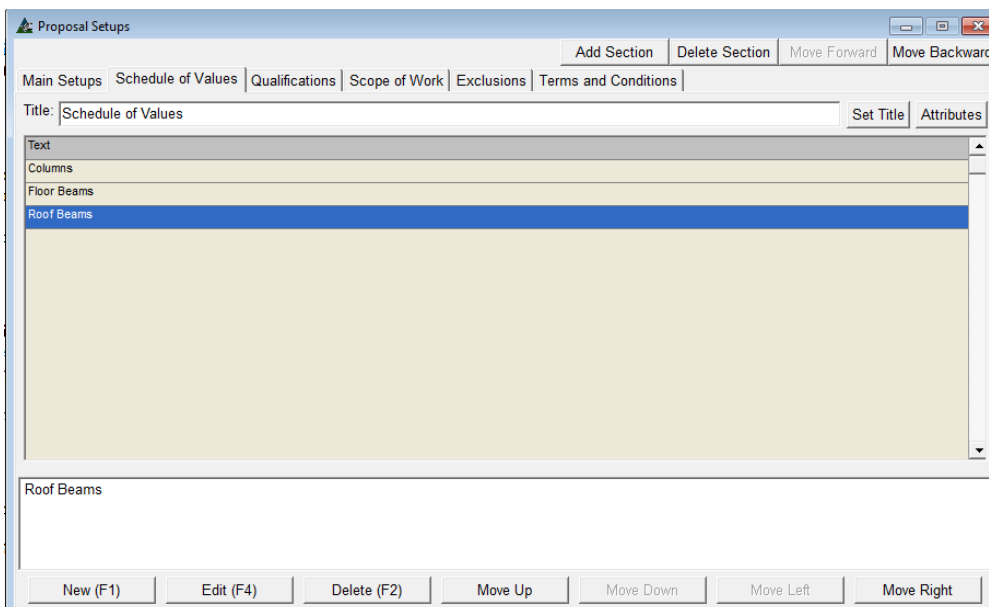 Proposal Setups
Add Section Delete Section Move Forward Move Backward
Main Setups Schedule of Values Qualifications Scope of Work Exclusions Terms and Conditions
Title: Schedule of Values Set Title Attributes
Text
Columns
Floor Beams
Roof Beams
Roof Beams
New (F1) Edit (F4) Delete (F2) Move Up Move Down Move Left Move Right